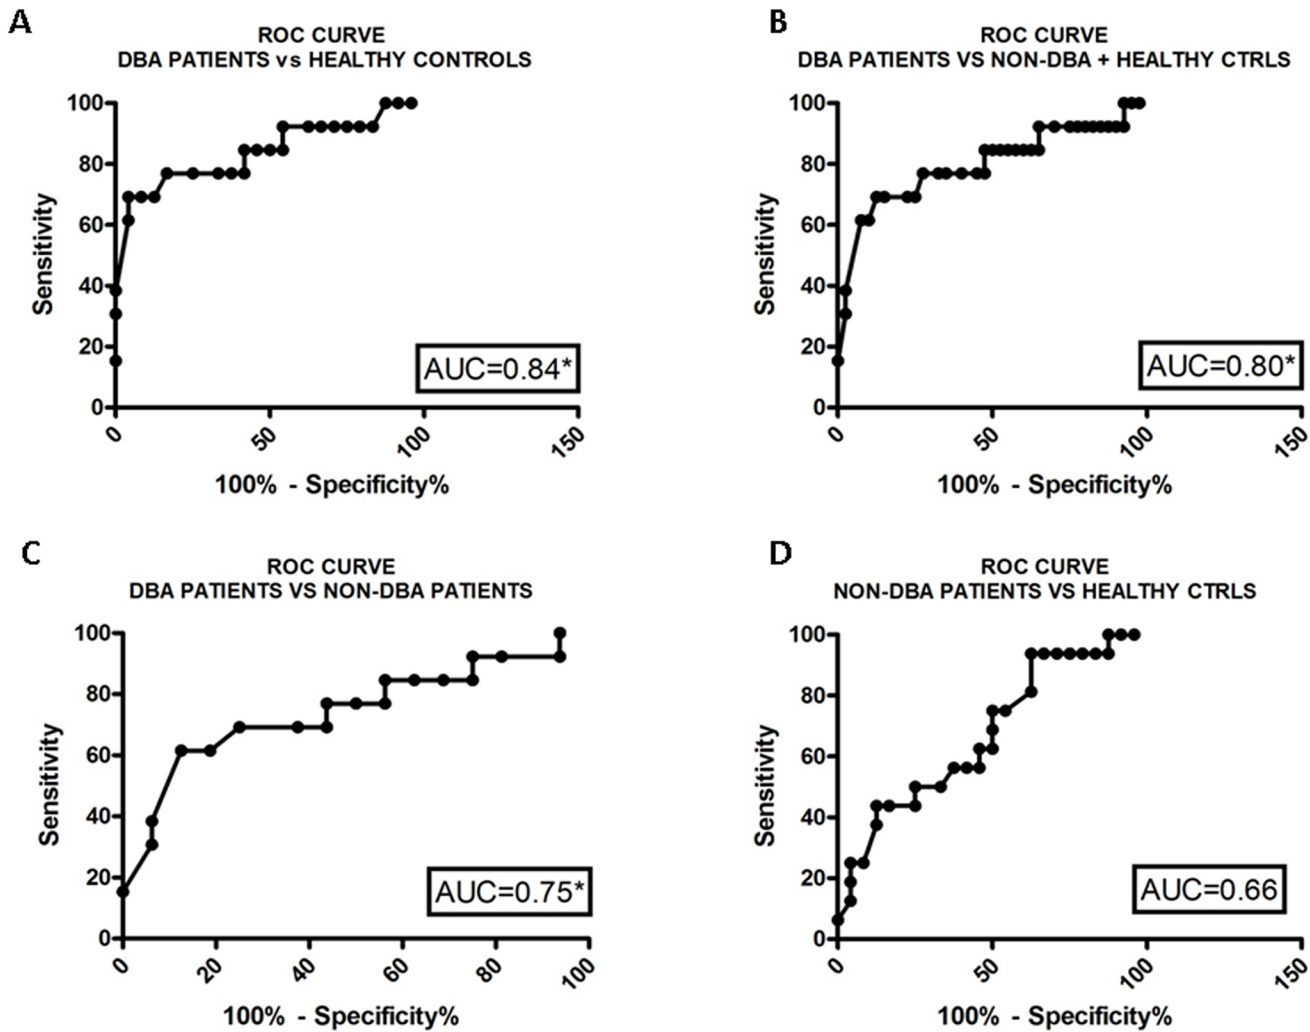 A
ROC CURVE
DBA PATIENTS vs HEALTHY CONTROLS
100
80
60
40
20
0
Sensitivity
0
50
100
150
100% - Specificity%
AUC=0.84*
B
ROC CURVE
DBA PATIENTS VS NON-DBA + HEALTHY CTRLS
100
80
60
40
20
0
Sensitivity
0
50
100
150
100% - Specificity%
AUC=0.80*
C
ROC CURVE
DBA PATIENTS VS NON-DBA PATIENTS
100
80
60
40
20
0
Sensitivity
0
20
40
60
80
100
100% - Specificity%
AUC=0.75*
D
ROC CURVE
NON-DBA PATIENTS VS HEALTHY CTRLS
100
80
60
40
20
0
Sensitivity
0
50
100
150
100% - Specificity%
AUC=0.66